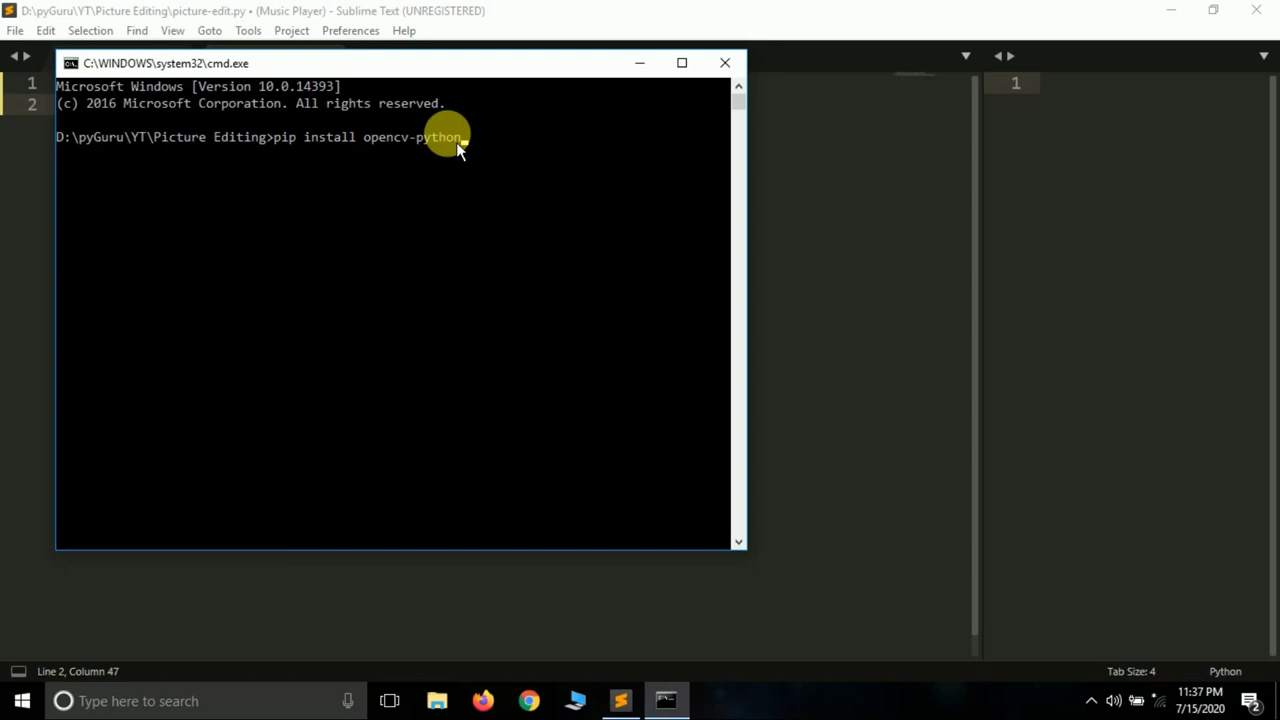 D:\pyGuru\YT\Picture Editing\picture-edit.py • (Music Player) - Sublime Text (UNREGISTERED)
File Edit Selection Find View Goto Tools Project Preferences Help
C:\WINDOWS\system32\cmd.exe
1
2
1
Microsoft Windows [Version 10.0.14393]
(c) 2016 Microsoft Corporation. All rights reserved.
D:\pyGuru\YT\Picture Editing>pip install opencv-python
Line 2, Column 47
Tab Size: 4
Python
Type here to search
11:37 PM
7/15/2020
2